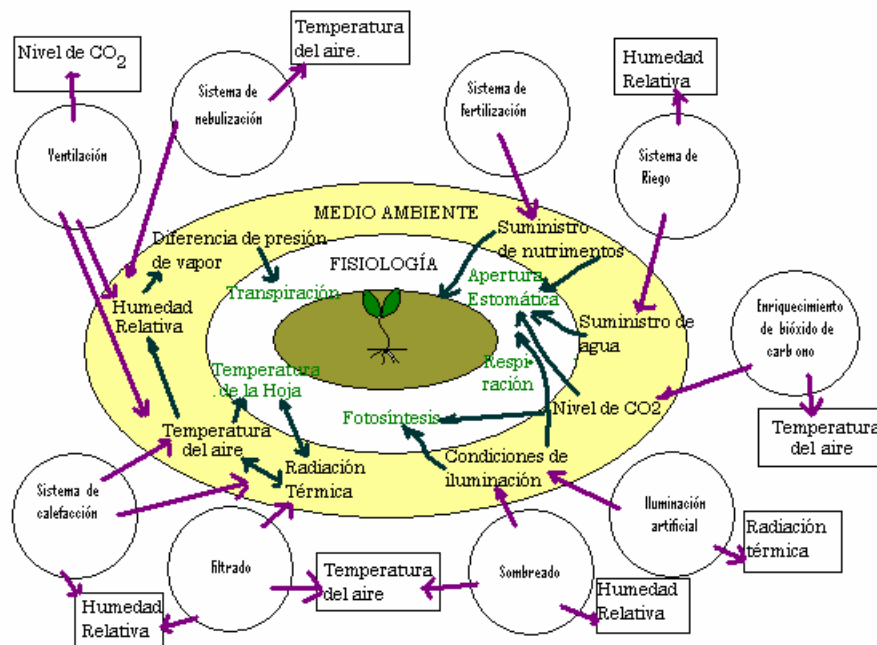 Nivel de CO2
Temperatura
del aire.
Humedad
Relativa
Sistema de
nebulización
Sistema de
fertilización
Ventilación
Sistema de
Riego
MEDIO AMBIENTE
Diferencia de presión
de vapor
Suministro
de nutrimentos
FISIOLOGÍA
Transpiración
Apertura
Estomática
Humedad
Relativa
Suministro de
agua
Enriquecimiento
de bióxido de
carb ono
Temperatura
de la Hoja
Respi-
ración
Fotosíntesis
Nivel de CO2
Temperatura
del aire
Temperatura
del aire
Radiación
Térmica
Condiciones de
iluminación
Sistema de
calefacción
Iluminación
artificial
Radiación
térmica
filtrado
Temperatura
del aire
Sombreado
Humedad
Relativa
Humedad
Relativa